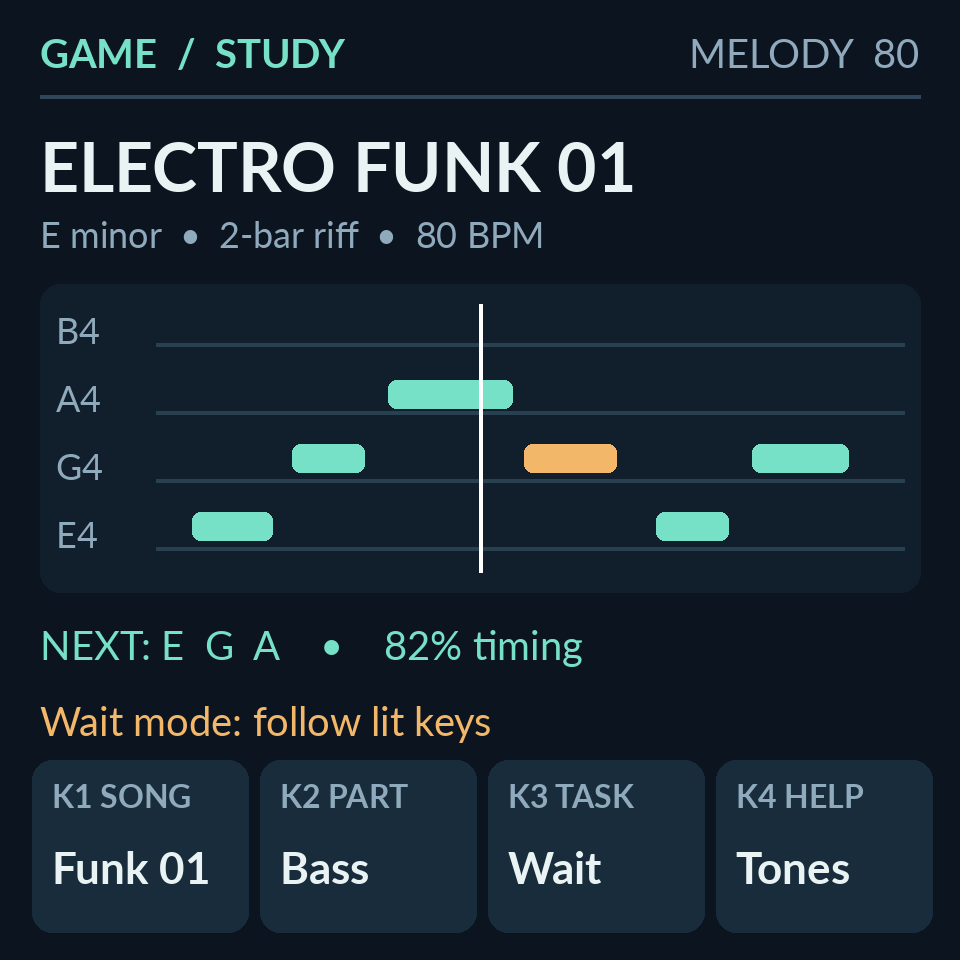 GAME / STUDY MELODY 80
ELECTRO FUNK 01
E minor • 2-bar riff • 80 BPM
B4
A4
G4
E4
NEXT: E G A • 82% timing
Wait mode: follow lit keys
K1 SONG K2 PART K3 TASK K4 HELP
Funk 01 Bass Wait Tones